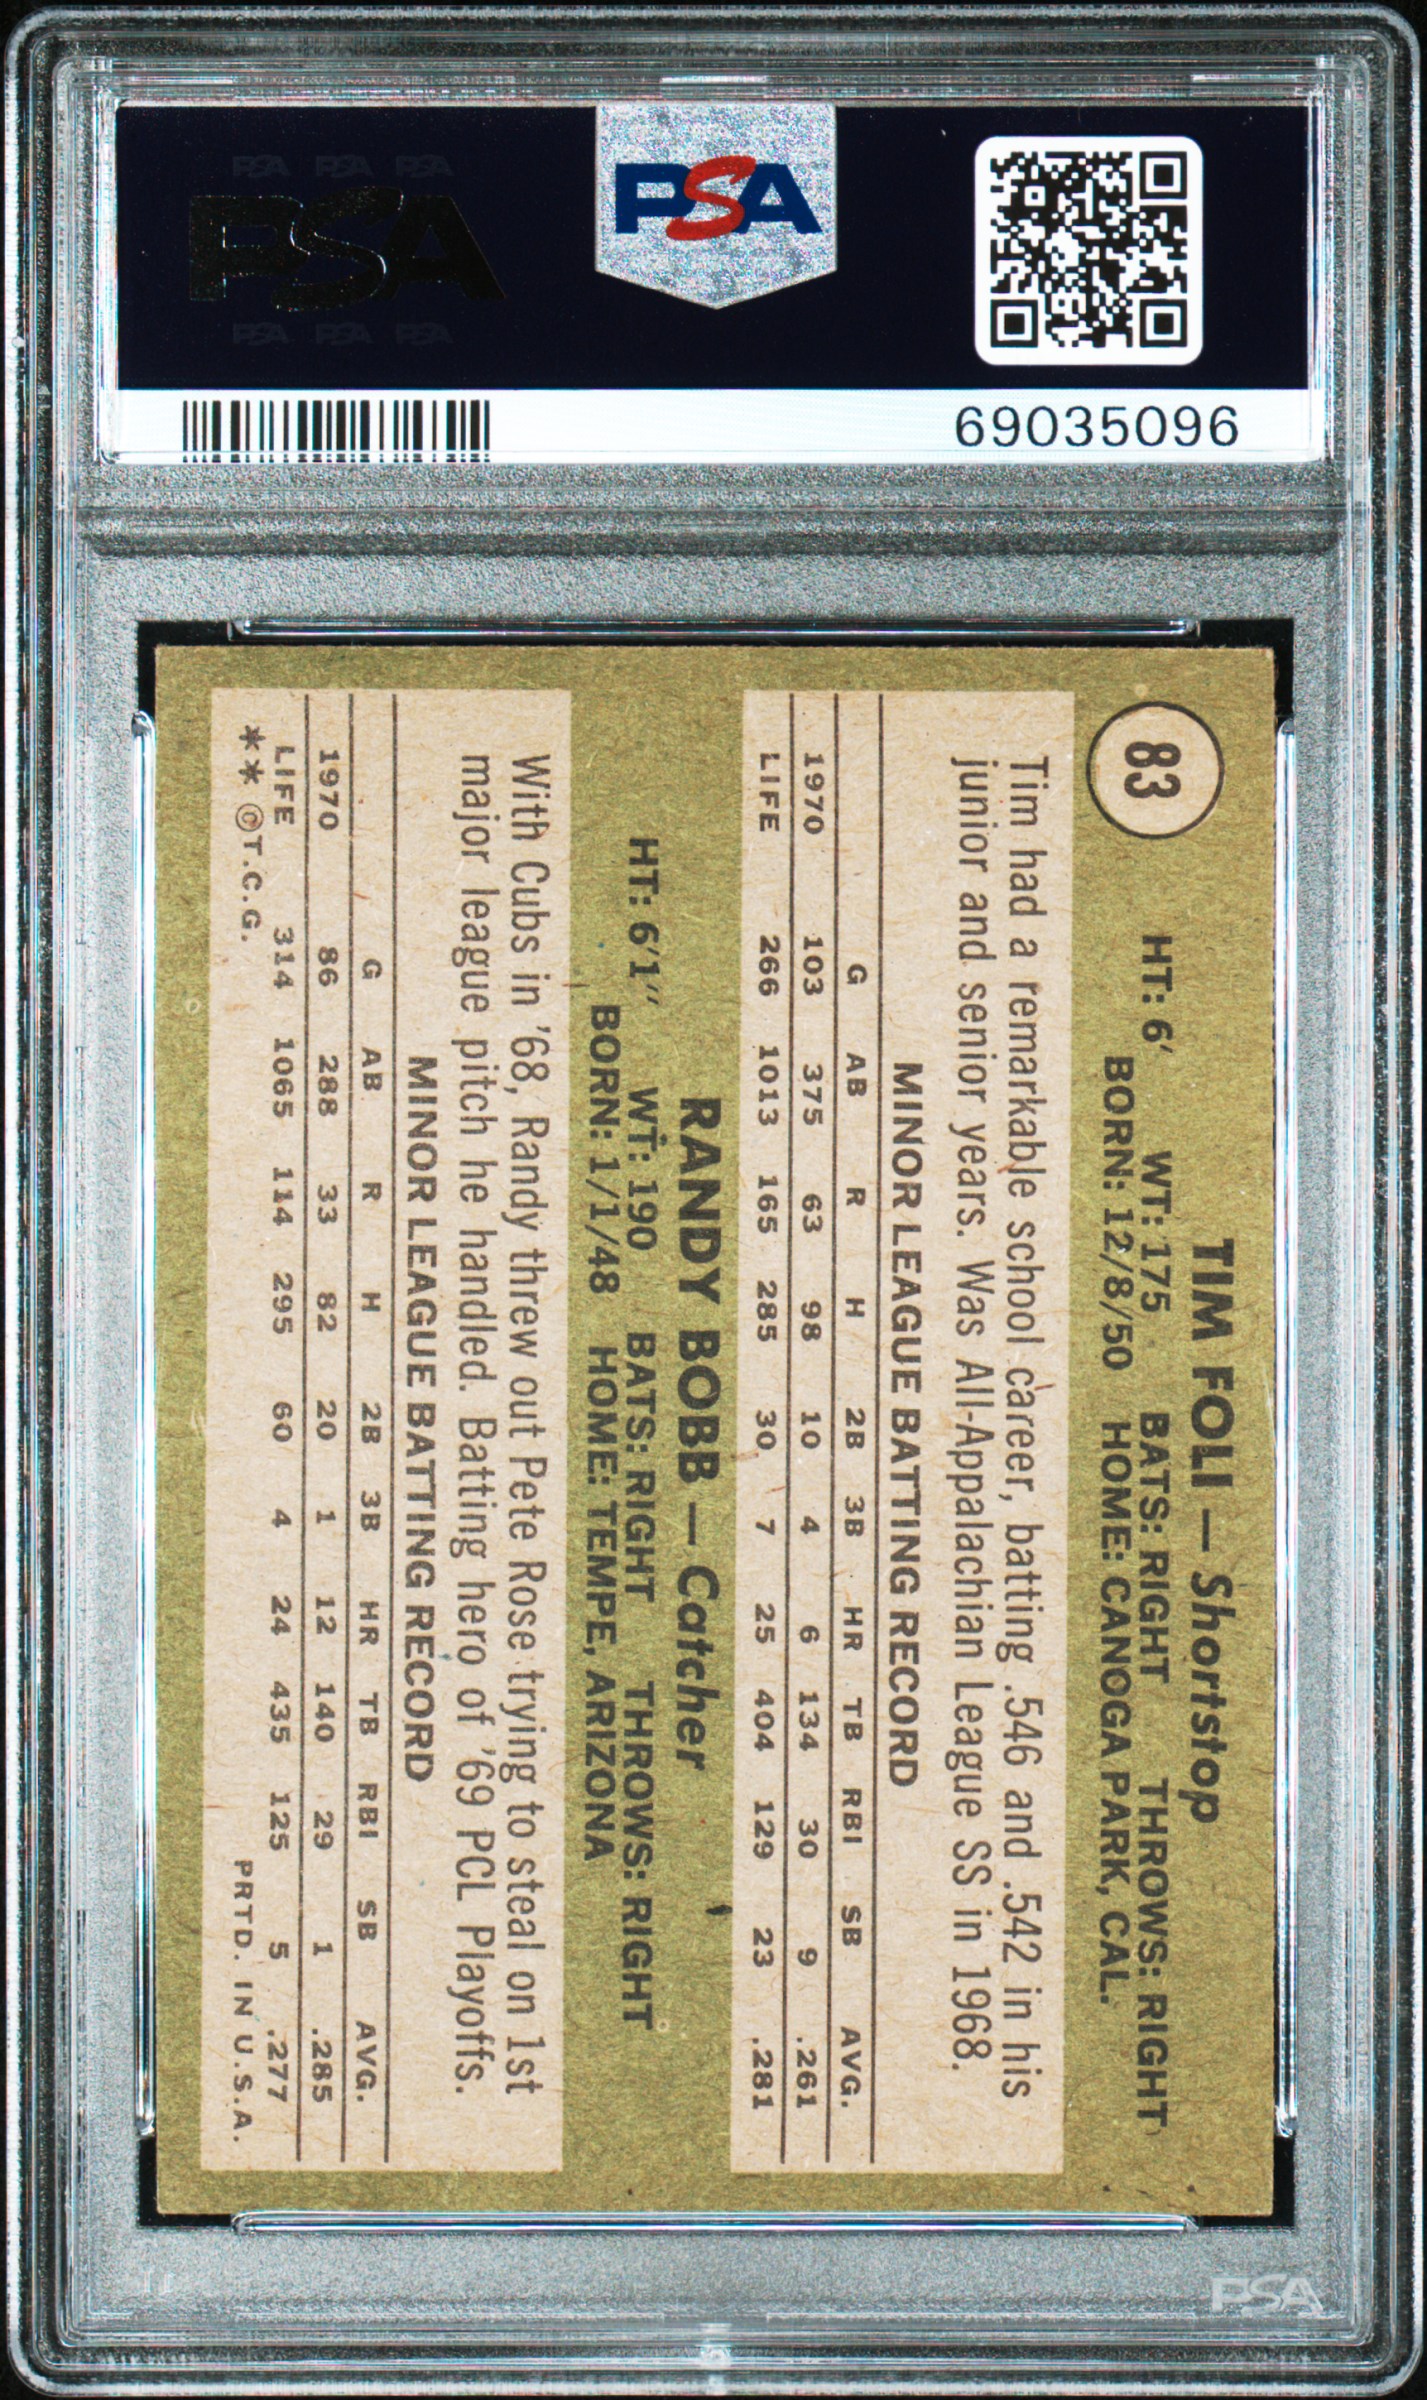 PSA PSA PSA
PSA
PSA PSA PSA
PSA
69035096
83
TIM FOLI — Shortstop
HT: 6' WT: 175 BATS: RIGHT THROWS: RIGHT
BORN: 12/8/50 HOME: CANOGA PARK, CAL.
Tim had a remarkable school career, batting .546 and .542 in his
junior and senior years. Was All-Appalachian League SS in 1968.
MINOR LEAGUE BATTING RECORD
G AB R H 2B 3B HR TB RBI SB AVG.
1970 103 375 63 98 10 4 6 134 30 9 .261
LIFE 266 1013 165 285 30 7 25 404 129 23 .281
RANDY BOBB — Catcher
HT: 6'1" WT: 190 BATS: RIGHT THROWS: RIGHT
BORN: 1/1/48 HOME: TEMPE, ARIZONA
With Cubs in '68, Randy threw out Pete Rose trying to steal on 1st
major league pitch he handled. Batting hero of '69 PCL Playoffs.
MINOR LEAGUE BATTING RECORD
G AB R H 2B 3B HR TB RBI SB AVG.
1970 86 288 33 82 20 1 12 140 29 1 .285
LIFE 314 1065 114 295 60 4 24 435 125 5 .277
** ©T.C.G. PRTD. IN U.S.A.
PSA